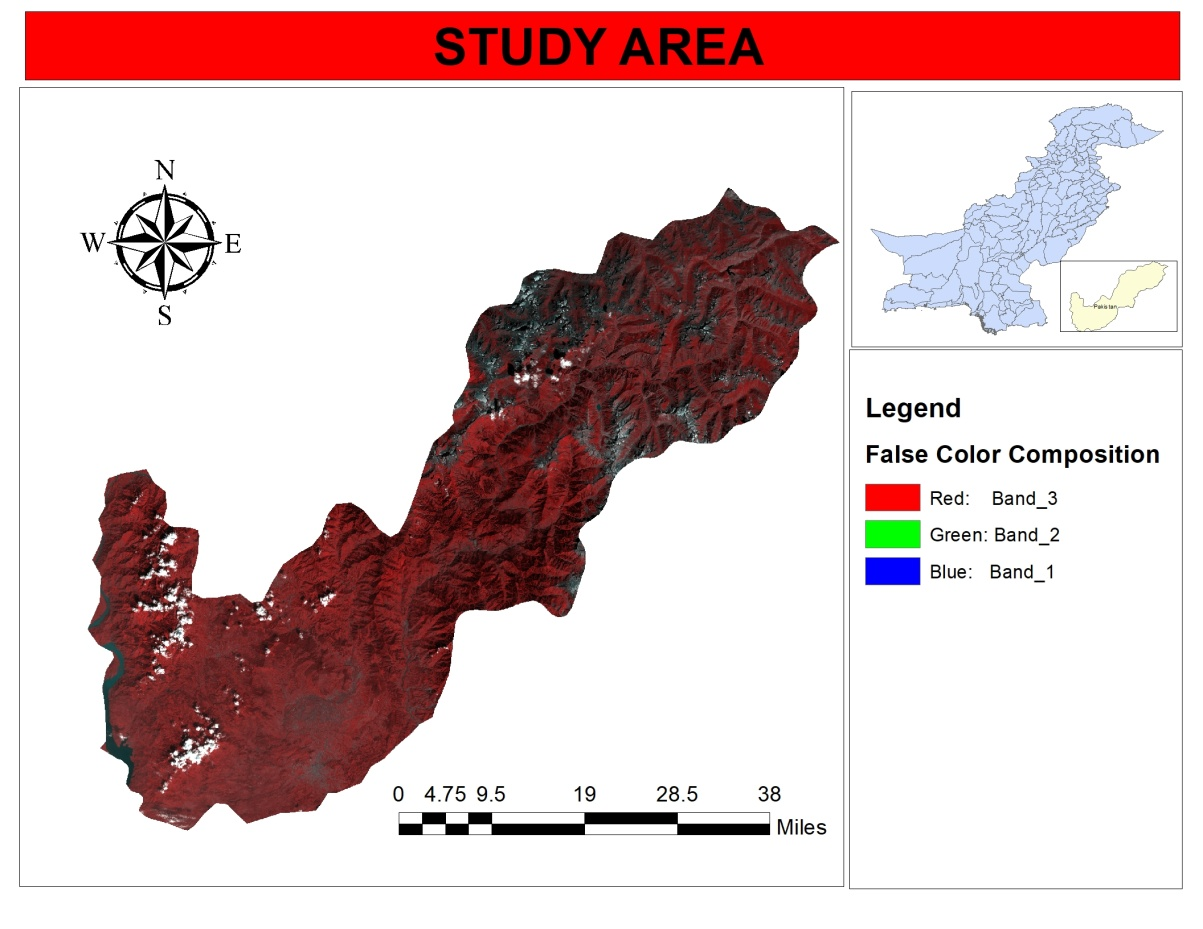 STUDY AREA
N
W E
S
Pakistan
Legend
False Color Composition
Red: Band_3
Green: Band_2
Blue: Band_1
0 4.75 9.5 19 28.5 38
Miles